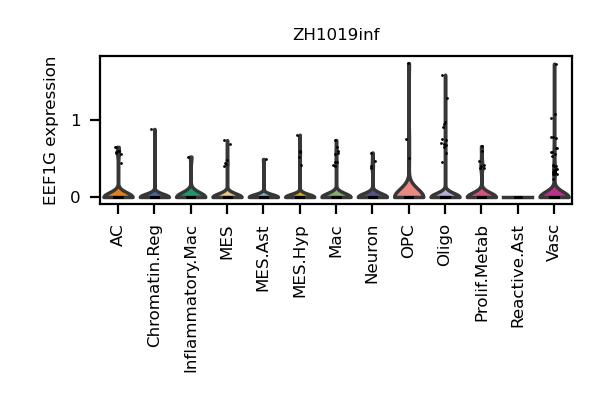 ZH1019inf
EEF1G expression
1
0
AC
Chromatin.Reg
Inflammatory.Mac
MES
MES.Ast
MES.Hyp
Mac
Neuron
OPC
Oligo
Prolif.Metab
Reactive.Ast
Vasc